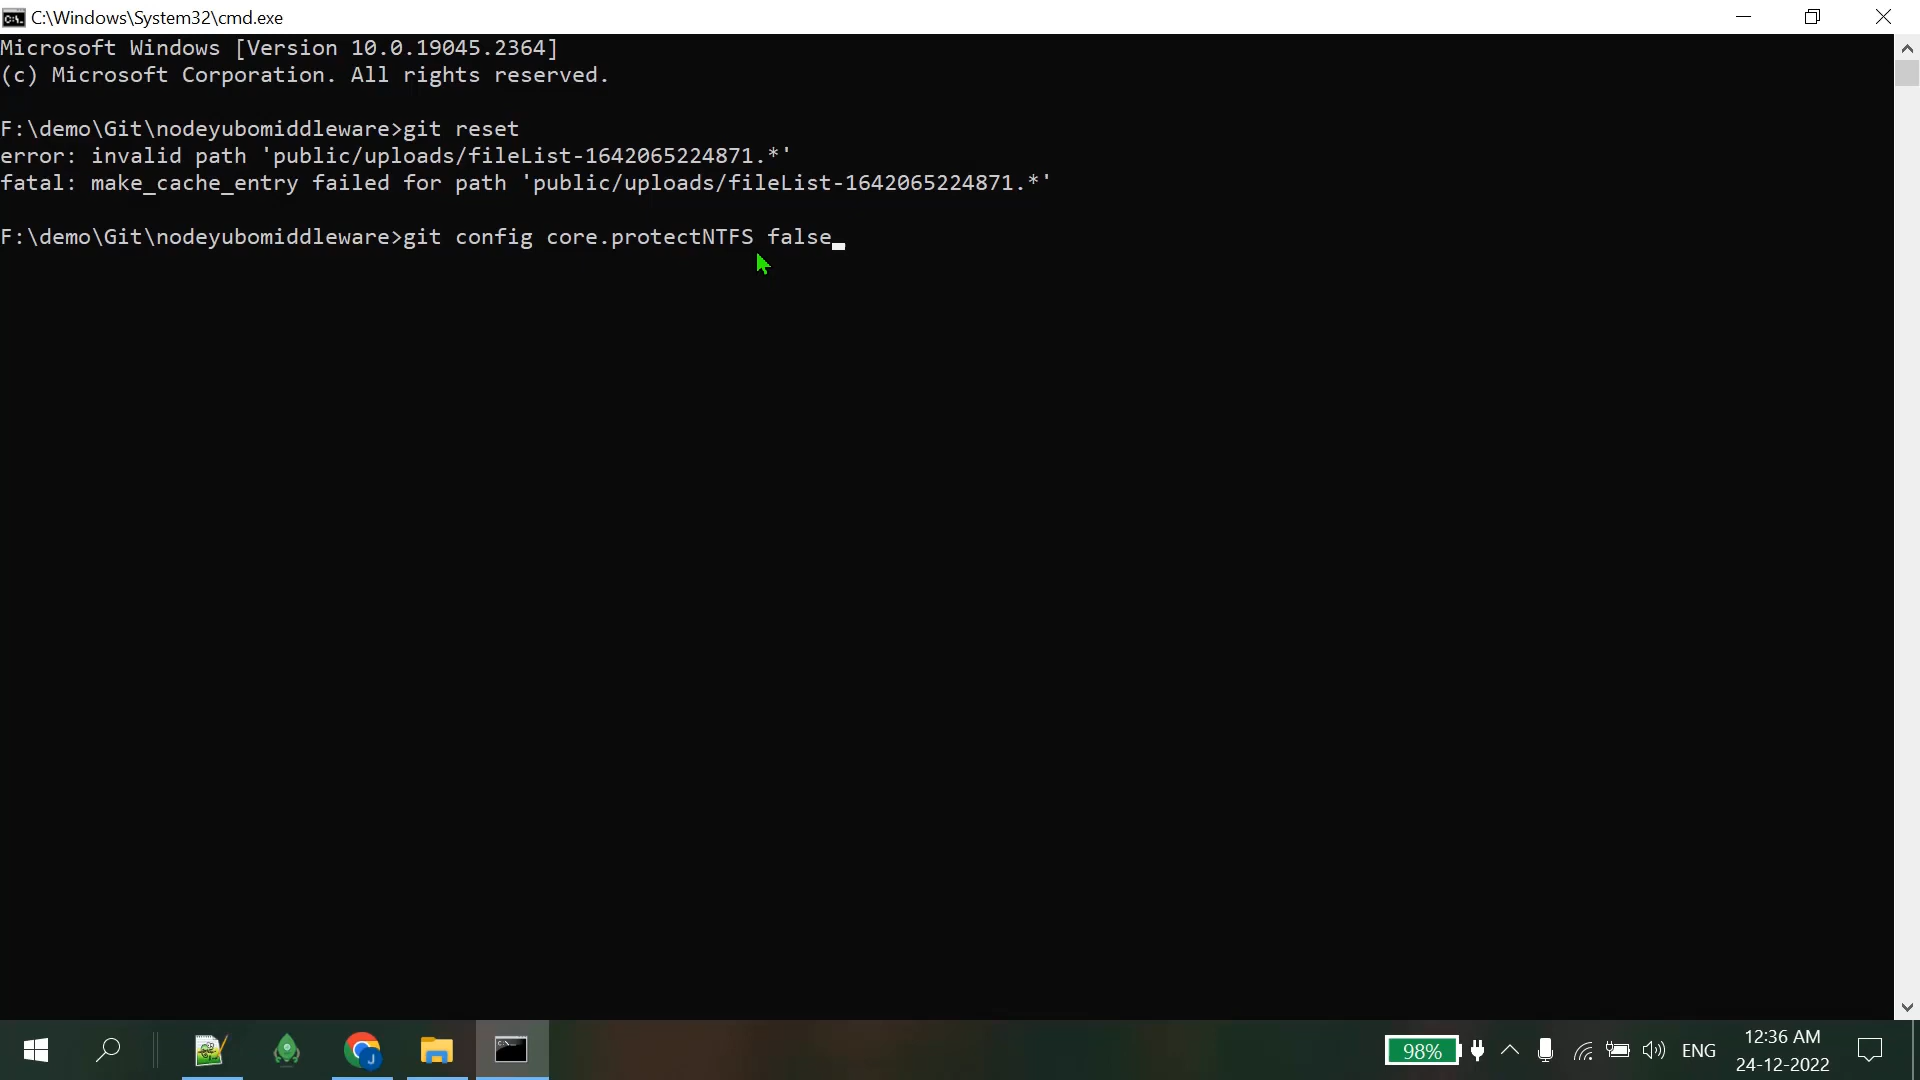 C:\Windows\System32\cmd.exe
Microsoft Windows [Version 10.0.19045.2364]
(c) Microsoft Corporation. All rights reserved.
F:\demo\Git\nodeyubomiddleware>git reset
error: invalid path 'public/uploads/fileList-1642065224871.*'
fatal: make_cache_entry failed for path 'public/uploads/fileList-1642065224871.*'
F:\demo\Git\nodeyubomiddleware>git config core.protectNTFS false
98%
ENG
12:36 AM
24-12-2022